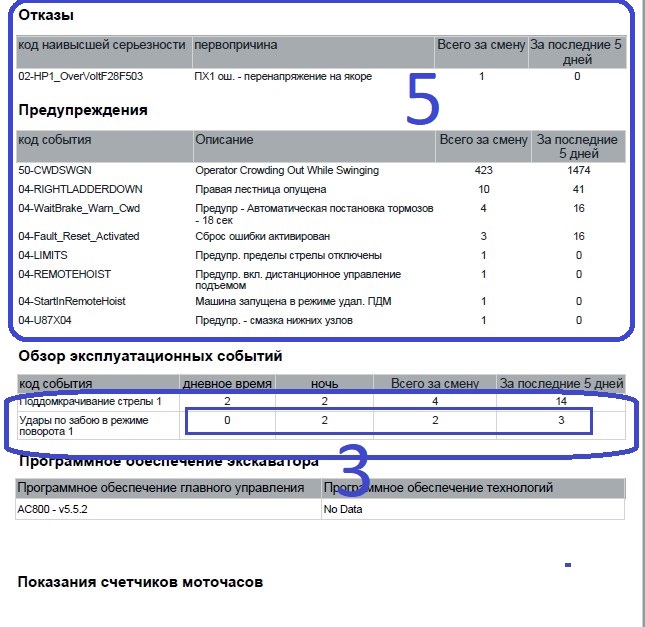 Отказы
код наивысшей серьезности первопричина Всего за смену За последние 5 дней
02-HP1_OverVoltF28F503 ПХ1 ош. - перенапряжение на якоре 1 0
5
Предупреждения
код события Описание Всего за смену За последние 5 дней
50-CWDSWGN Operator Crowding Out While Swinging 423 1474
04-RIGHTLADDERDOWN Правая лестница опущена 10 41
04-WaitBrake_Warn_Cwd Предупр - Автоматическая постановка тормозов - 18 сек 4 16
04-Fault_Reset_Activated Сброс ошибки активирован 3 16
04-LIMITS Предупр. пределы стрелы отключены 1 0
04-REMOTEHOIST Предупр. вкл. дистанционное управление подъемом 1 0
04-StartInRemoteHoist Машина запущена в режиме удал. ПДМ 1 0
04-U87X04 Предупр. - смазка нижних узлов 1 0
Обзор эксплуатационных событий
код события дневное время ночь Всего за смену За последние 5 дней
Поддомкрачивание стрелы 1 2 2 4 14
Удары по забою в режиме поворота 1 0 2 2 3
3
Программное обеспечение экскаватора
Программное обеспечение главного управления Программное обеспечение технологий
AC800 - v5.5.2 No Data
Показания счетчиков моточасов